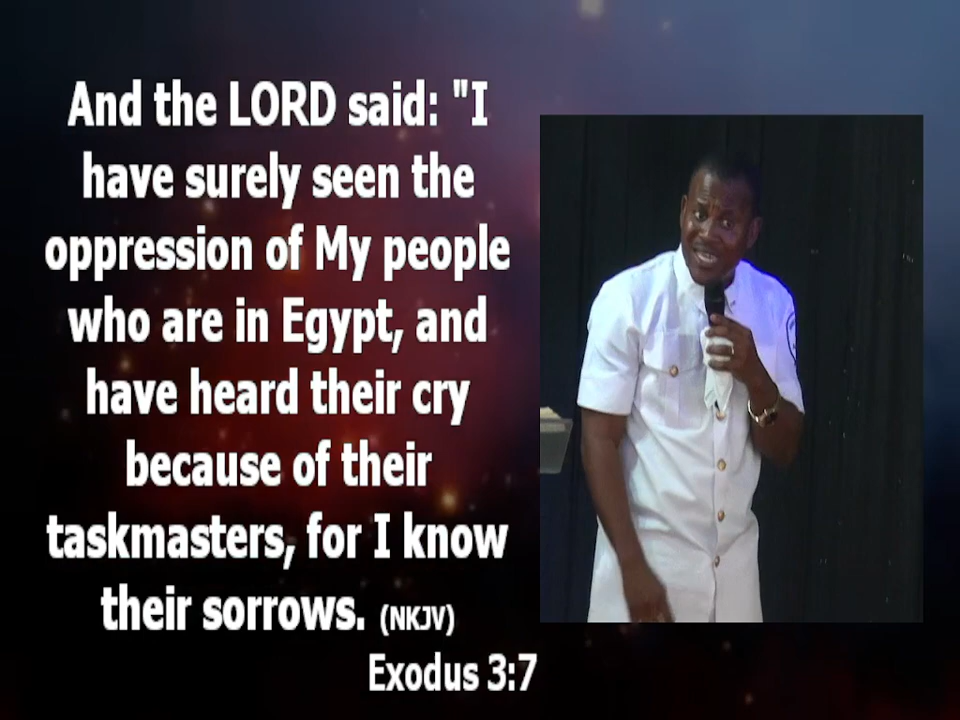 And the LORD said: "I
have surely seen the
oppression of My people
who are in Egypt, and
have heard their cry
because of their
taskmasters, for I know
their sorrows. (NKJV)
Exodus 3:7